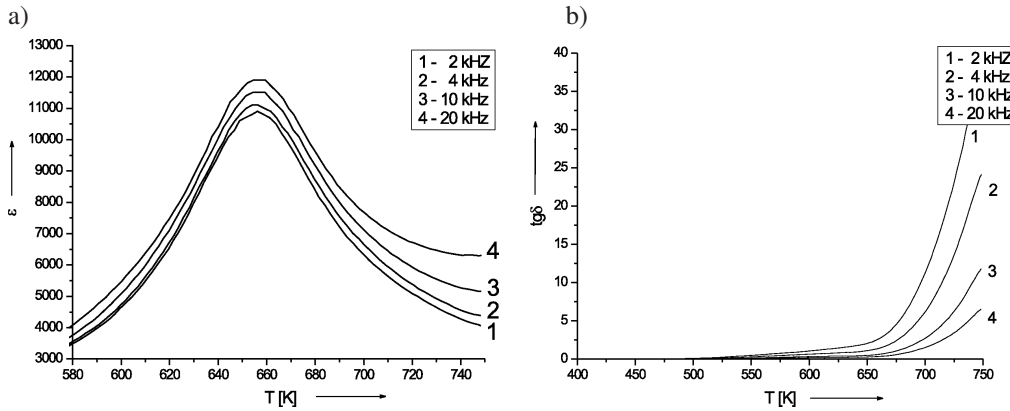 a)
13000
12000
11000
10000
9000
8000
7000
6000
5000
4000
3000
ε
580 600 620 640 660 680 700 720 740
T [K]
1 - 2 kHZ
2 - 4 kHz
3 - 10 kHz
4 - 20 kHz
4
3
2
1
b)
40
35
30
25
20
15
10
5
0
tgδ
400 450 500 550 600 650 700 750
T [K]
1 - 2 kHZ
2 - 4 kHz
3 - 10 kHz
4 - 20 kHz
1
2
3
4